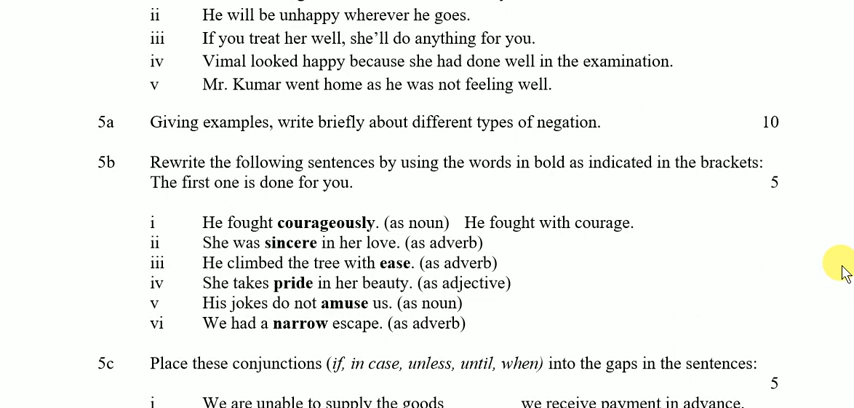 ii He will be unhappy wherever he goes.
iii If you treat her well, she’ll do anything for you.
iv Vimal looked happy because she had done well in the examination.
v Mr. Kumar went home as he was not feeling well.
5a Giving examples, write briefly about different types of negation. 10
5b Rewrite the following sentences by using the words in bold as indicated in the brackets:
The first one is done for you. 5
i He fought courageously. (as noun) He fought with courage.
ii She was sincere in her love. (as adverb)
iii He climbed the tree with ease. (as adverb)
iv She takes pride in her beauty. (as adjective)
v His jokes do not amuse us. (as noun)
vi We had a narrow escape. (as adverb)
5c Place these conjunctions (if, in case, unless, until, when) into the gaps in the sentences:
5
i We are unable to supply the goods ________ we receive payment in advance.